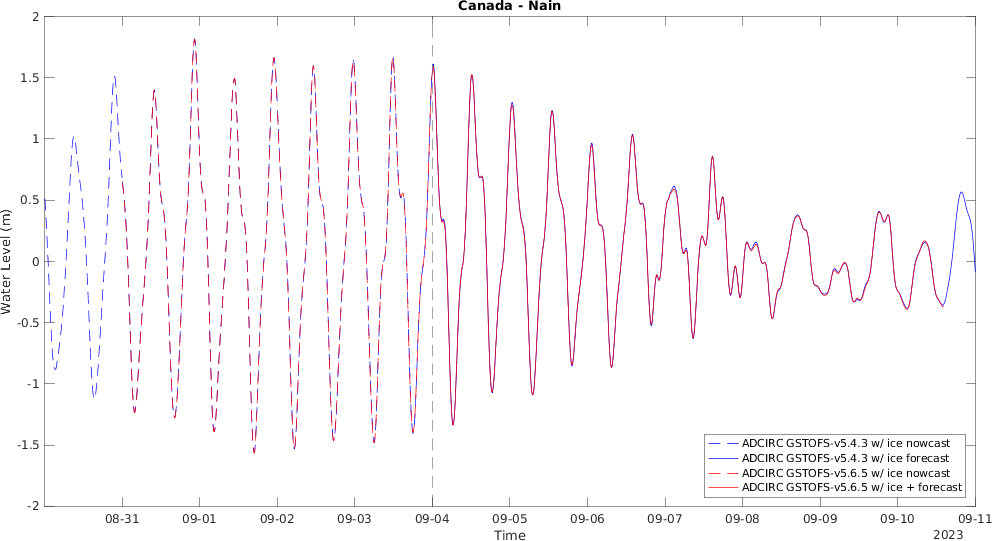 Canada - Nain
Water Level (m)
2
1.5
1
0.5
0
-0.5
-1
-1.5
-2
08-31 09-01 09-02 09-03 09-04 09-05 09-06 09-07 09-08 09-09 09-10 09-11
Time
2023
ADCIRC GSTOFS-v5.4.3 w/ ice nowcast
ADCIRC GSTOFS-v5.4.3 w/ ice forecast
ADCIRC GSTOFS-v5.6.5 w/ ice nowcast
ADCIRC GSTOFS-v5.6.5 w/ ice + forecast